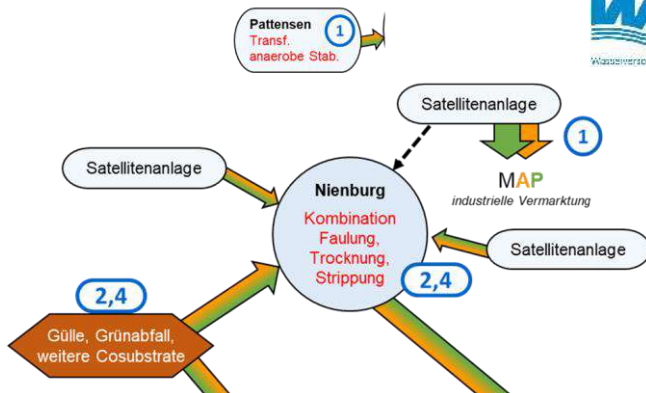 Pattensen
Transf.
anaerobe Stab.
1
Wasserversc
Satellitenanlage
1
MAP
industrielle Vermarktung
Satellitenanlage
Nienburg
Kombination
Faulung,
Trocknung,
Strippung
2,4
Satellitenanlage
2,4
Gülle, Grünabfall,
weitere Cosubstrate